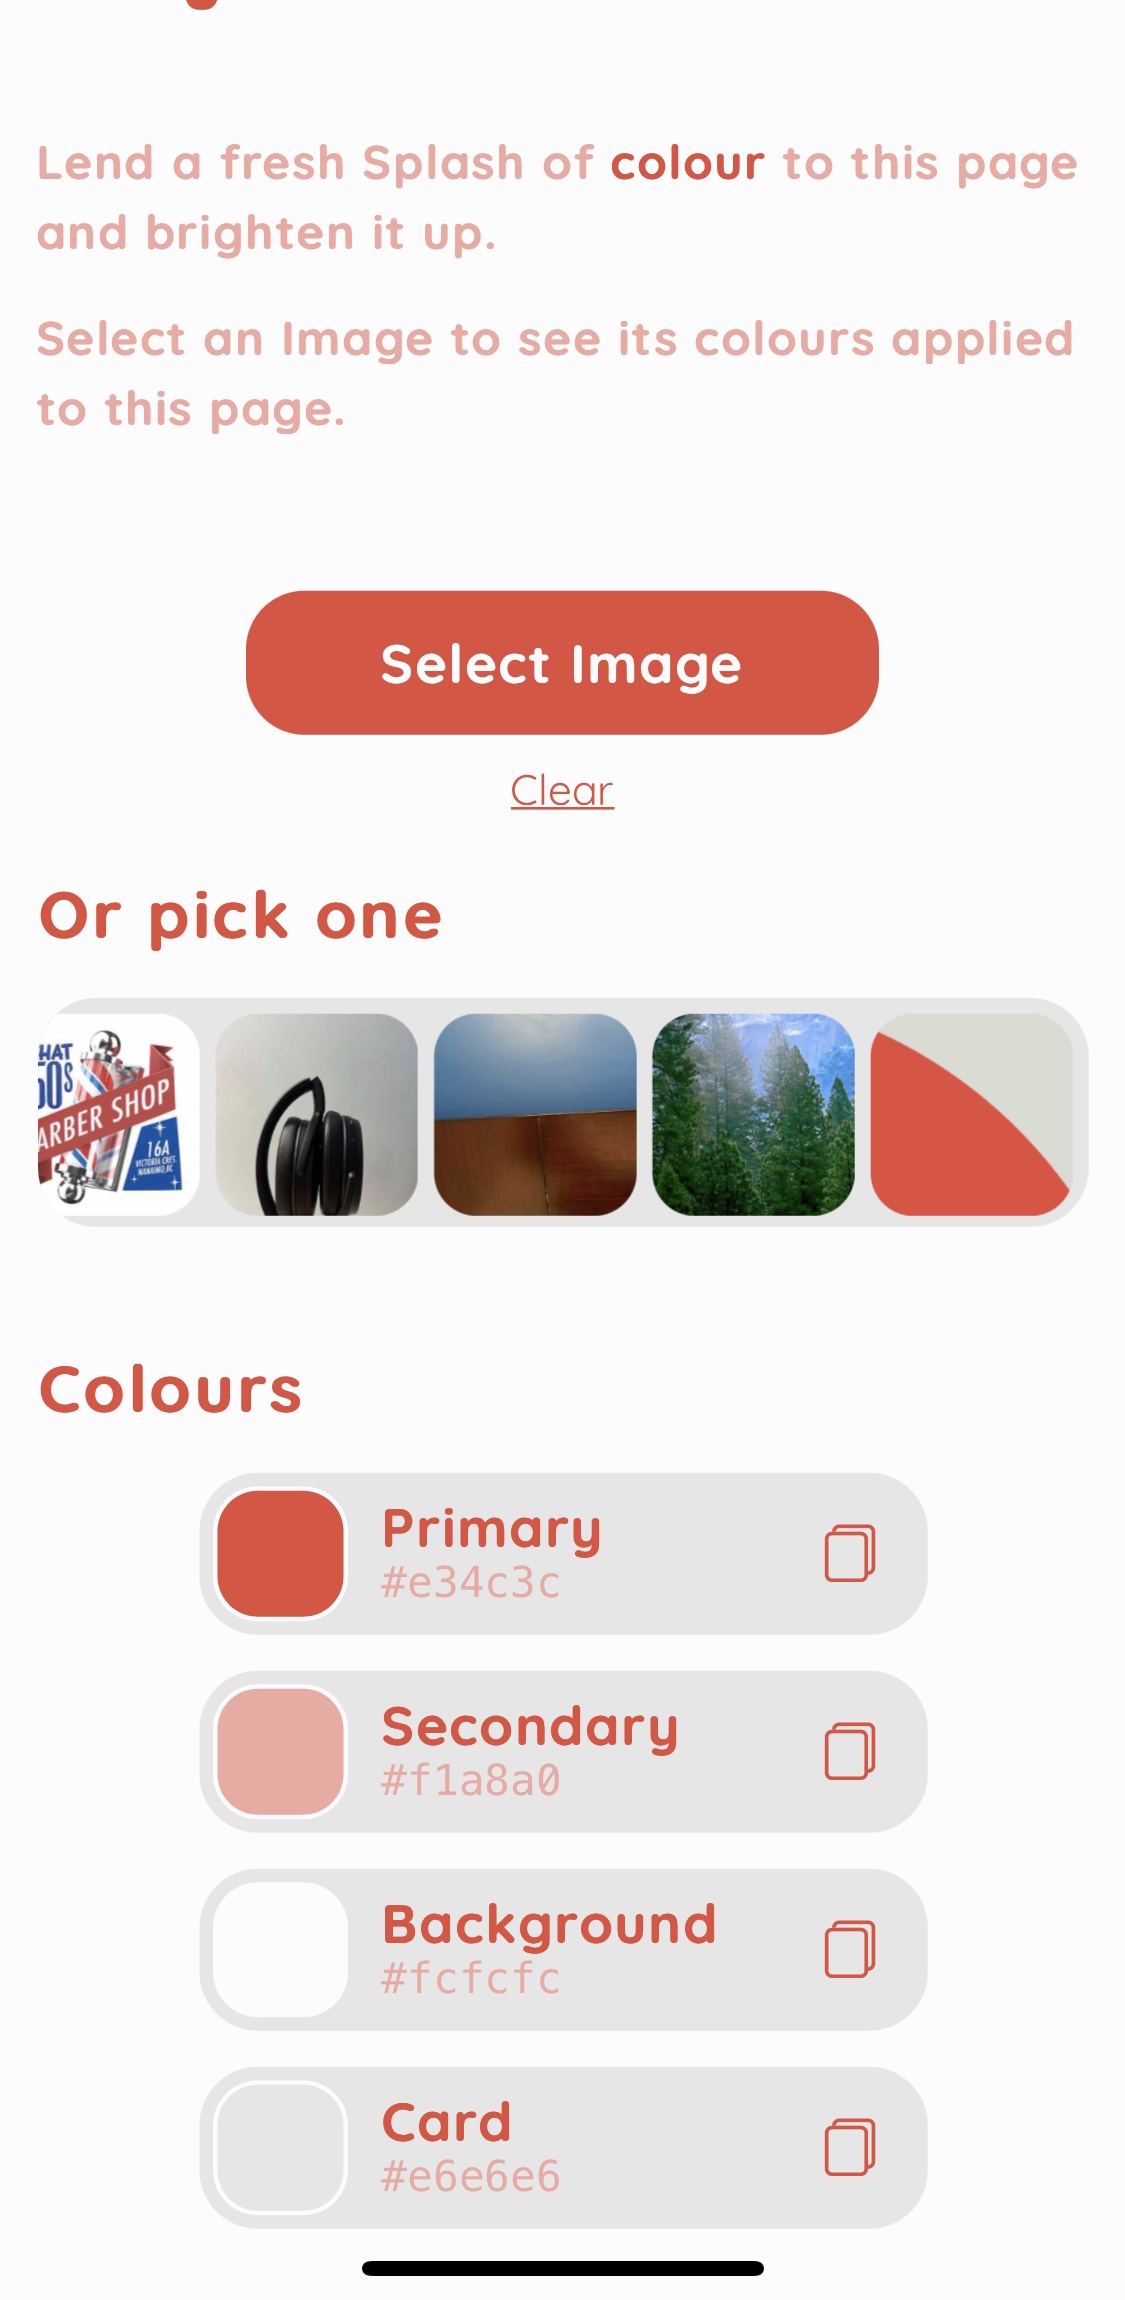 Lend a fresh Splash of colour to this page
and brighten it up.
Select an Image to see its colours applied
to this page.
Select Image
Clear
Or pick one
HAT
50s
ARBER SHOP
16A
VICTORIA CRES.
NANAIMO, BC
Colours
Primary
#e34c3c
Secondary
#f1a8a0
Background
#fcfcfc
Card
#e6e6e6